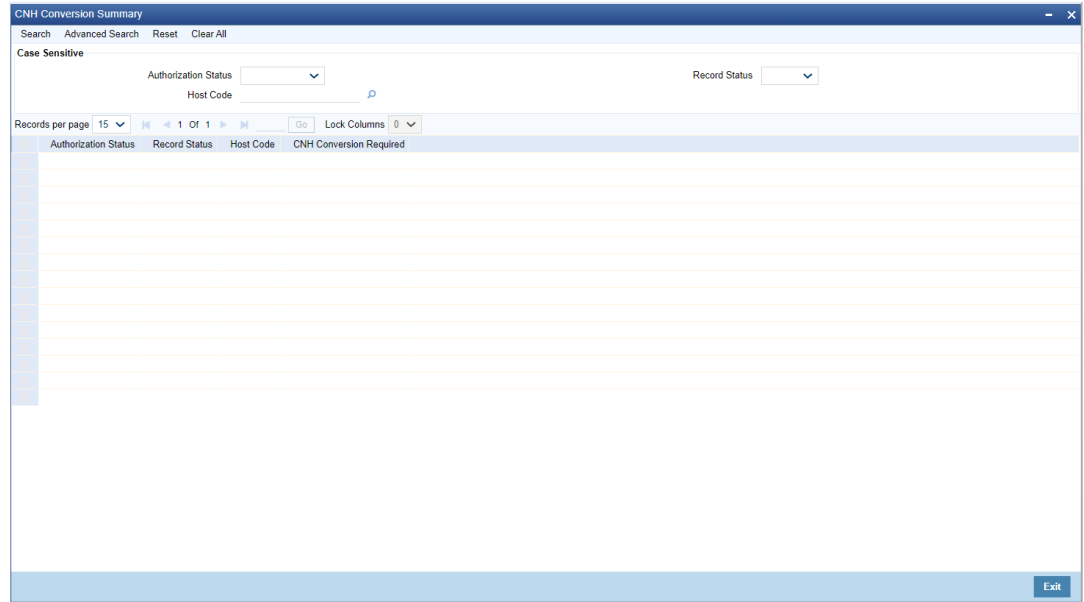 CNH Conversion Summary
Search Advanced Search Reset Clear All
Case Sensitive
Authorization Status Record Status
Host Code
Records per page 15 1 Of 1 Go Lock Columns 0
Authorization Status Record Status Host Code CNH Conversion Required
Exit